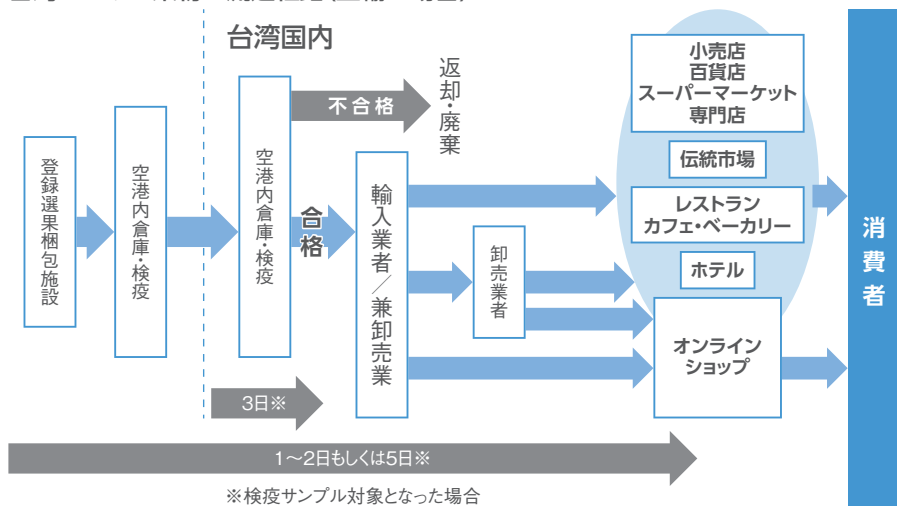 台湾国内
登録選果梱包施設
空港内倉庫・検疫
空港内倉庫・検疫
不合格
返却・廃棄
合格
輸入業者／兼卸売業
卸売業者
小売店
百貨店
スーパーマーケット
専門店
伝統市場
レストラン
カフェ・ベーカリー
ホテル
オンライン
ショップ
消費者
3日※
1〜2日もしくは5日※
※検疫サンプル対象となった場合